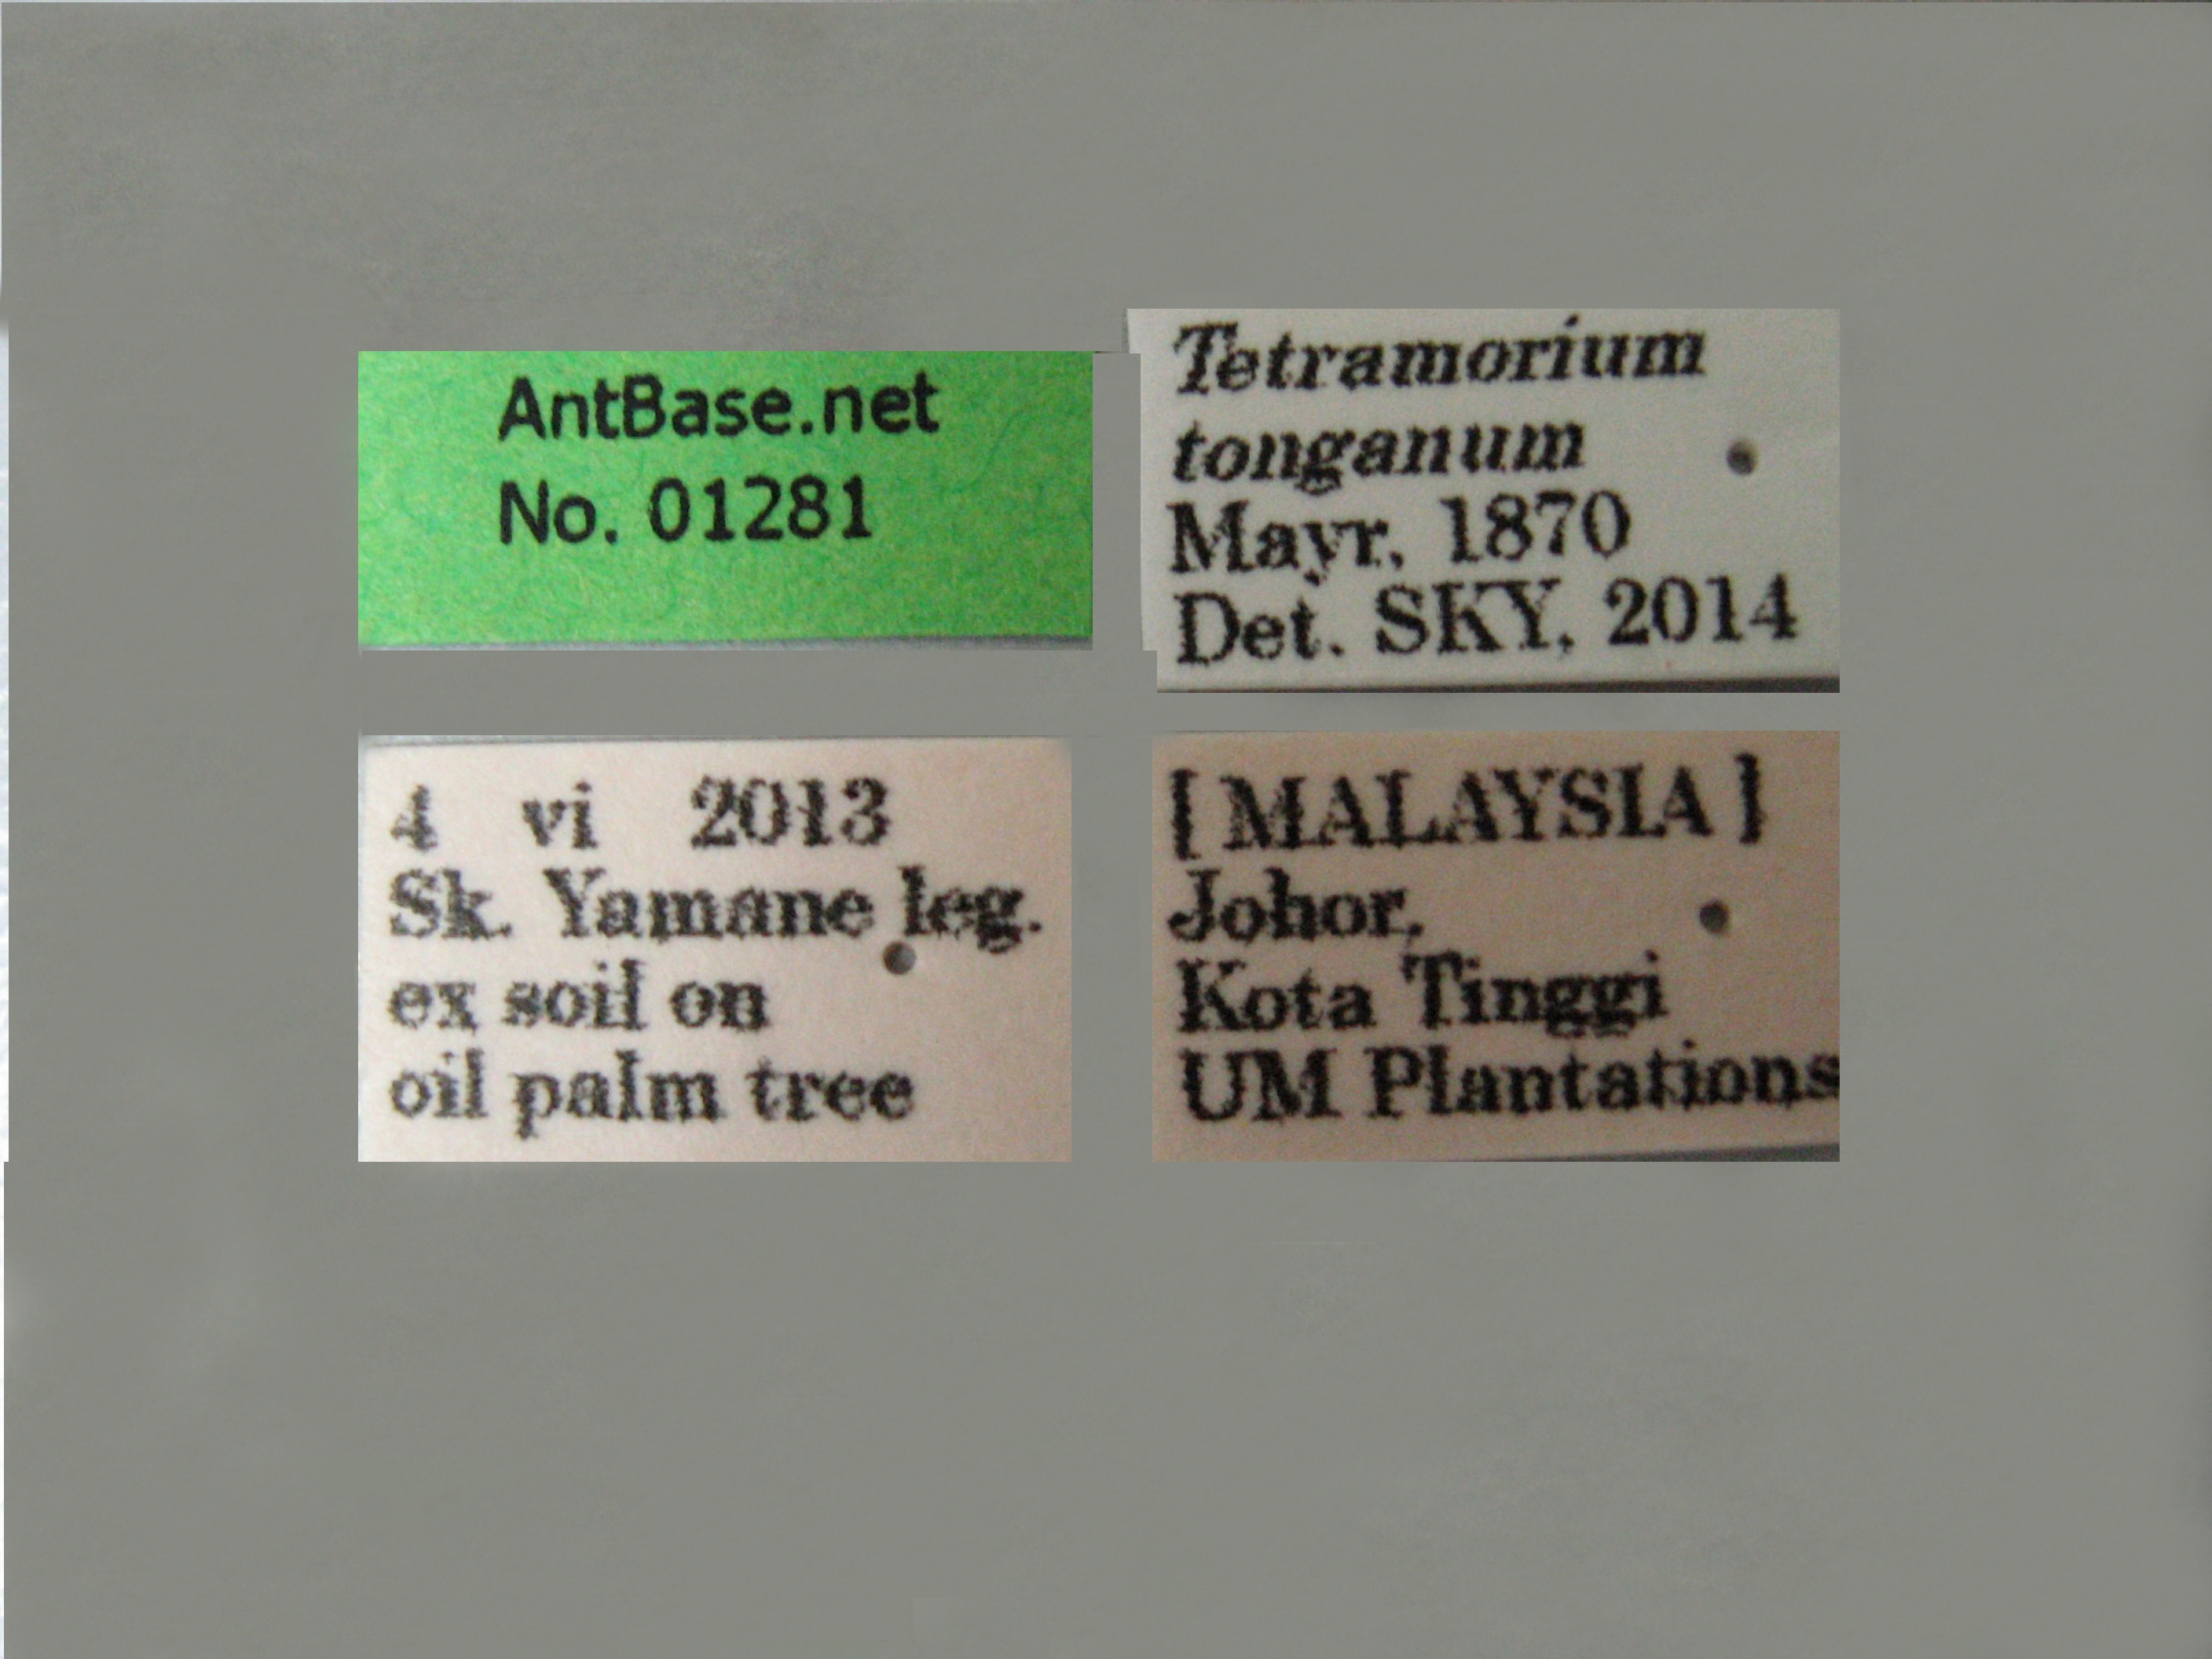 AntBase.net
No. 01281
Tetramorium
tonganum
Mayr, 1870
Det. SKY, 2014
4 vi 2013
Sk. Yamane leg.
ex soil on
oil palm tree
[ MALAYSIA ]
Johor,
Kota Tinggi
UM Plantations